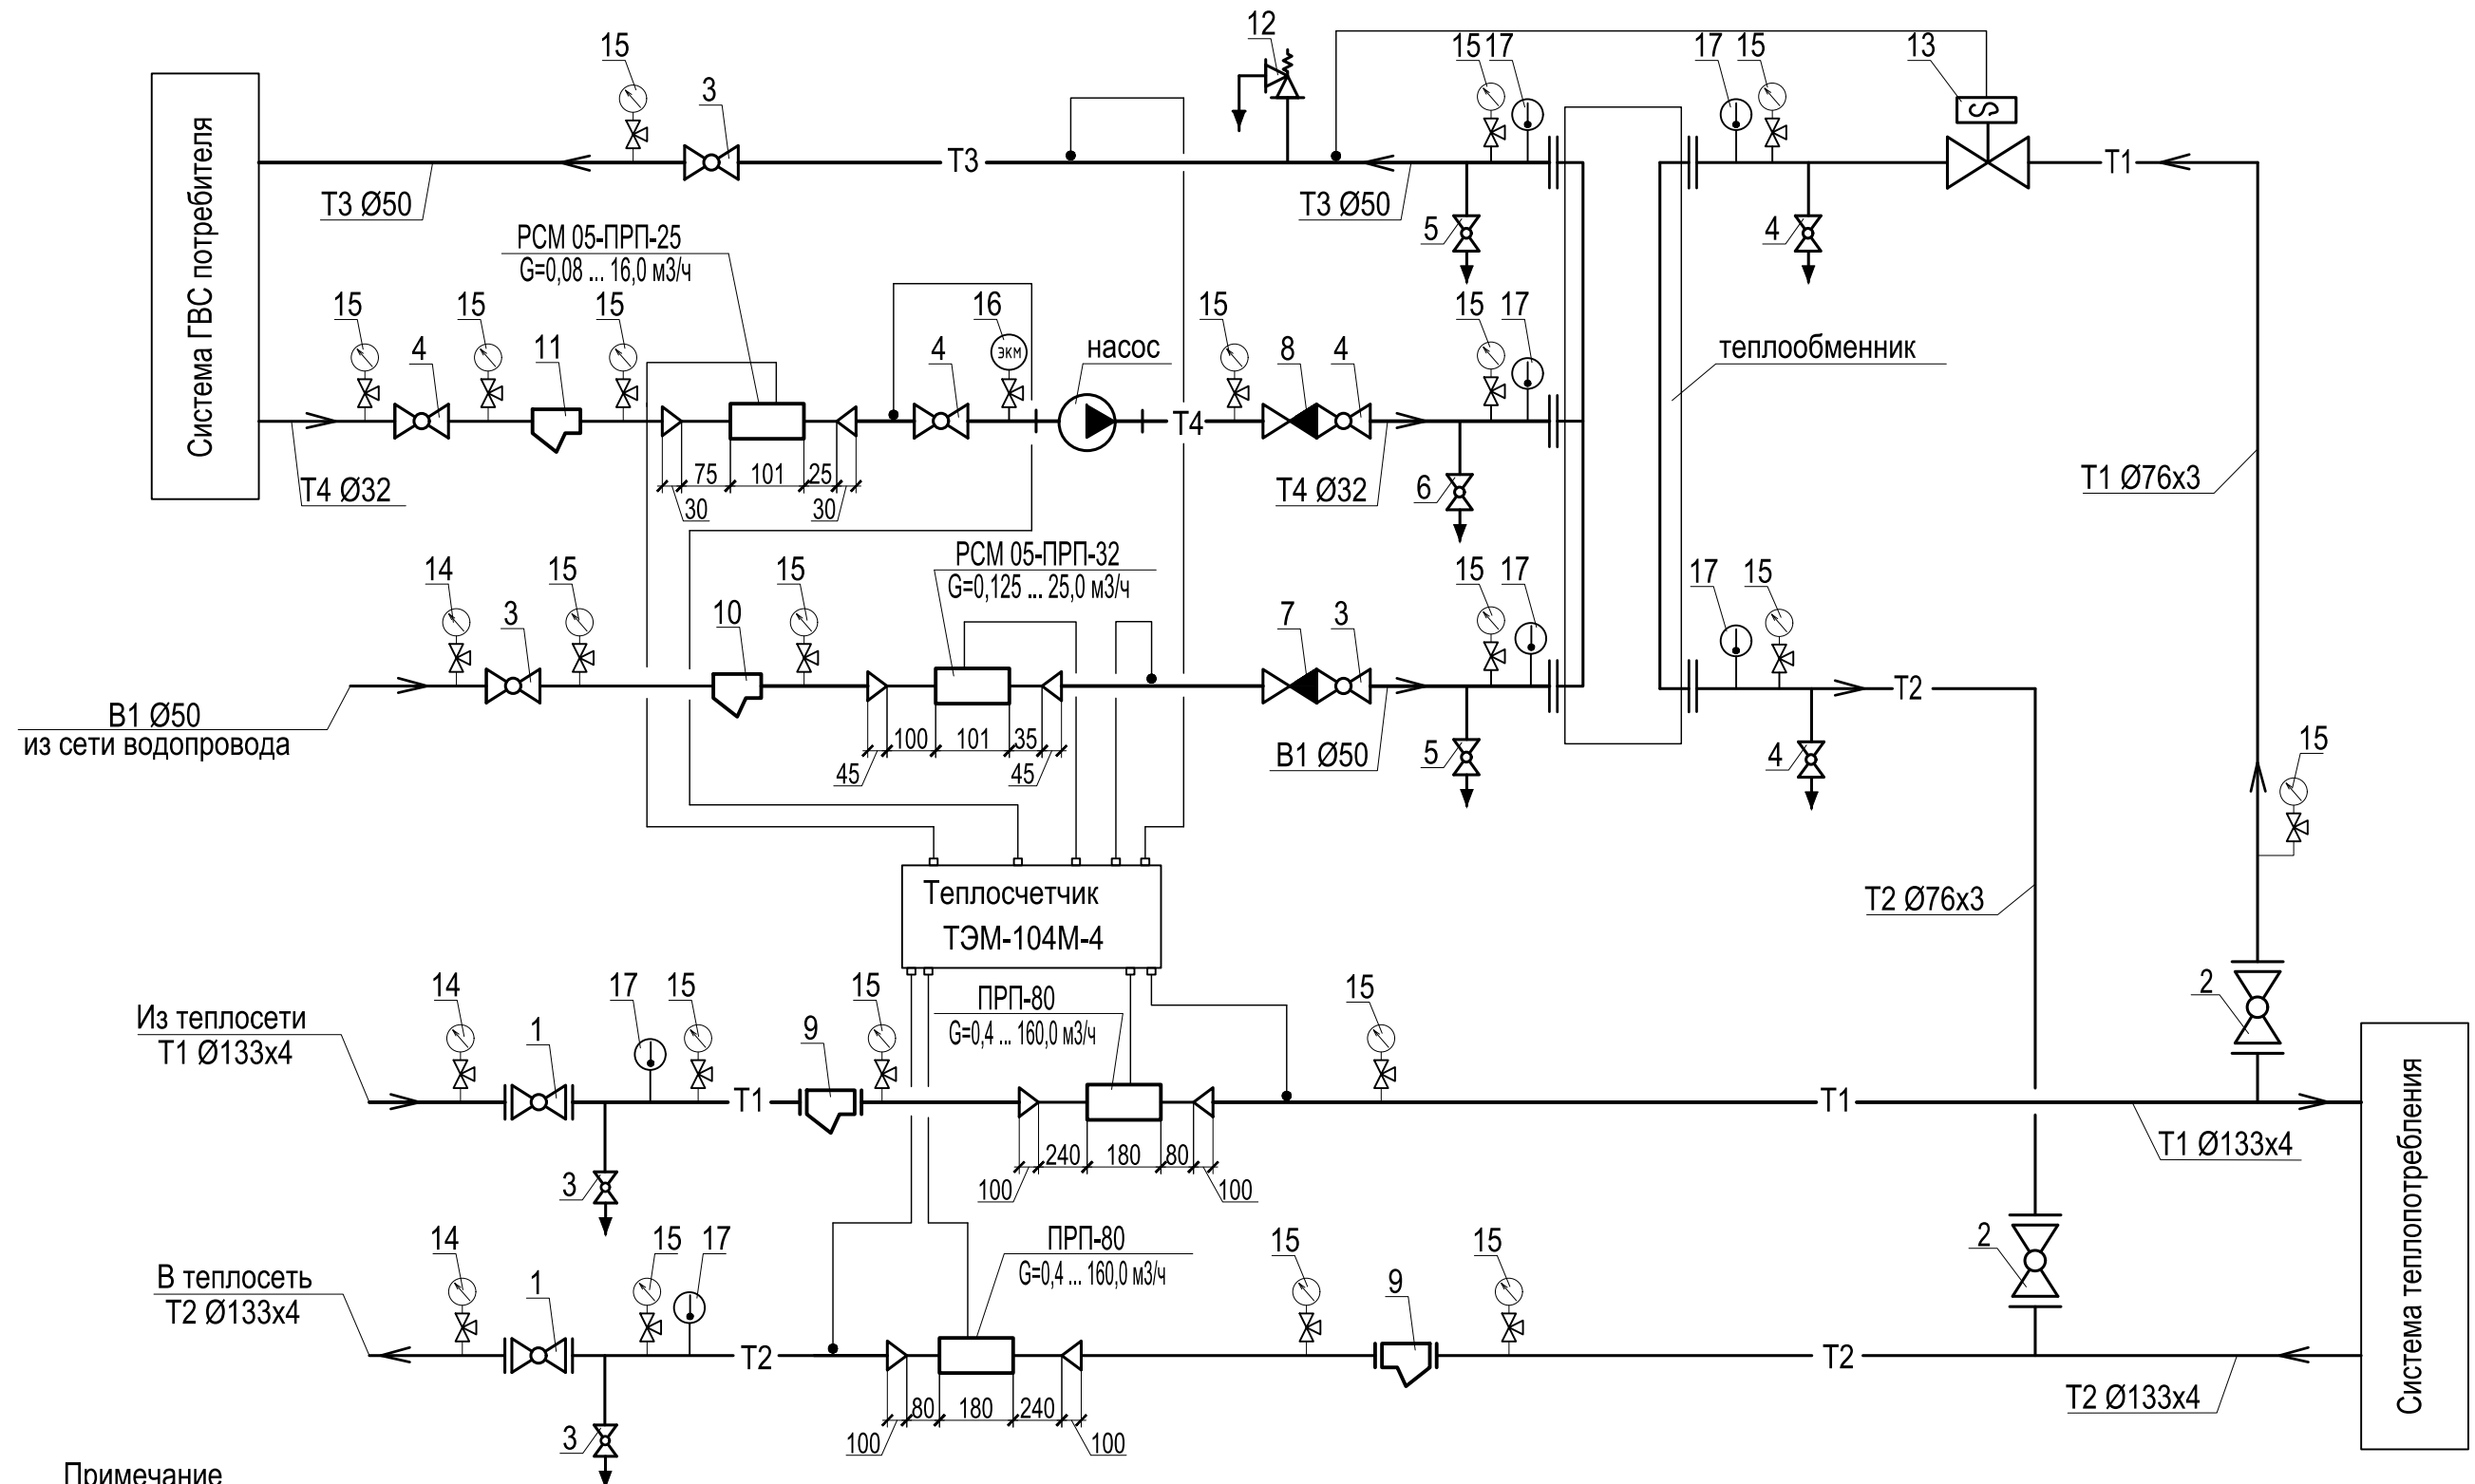 12
15
15
17
17
15
13
3
Система ГВС потребителя
Т3
Т1
Т3 Ø50
Т3 Ø50
5
4
РСМ 05-ПРП-25
G=0,08 ... 16,0 м3/ч
15
15
15
16
15
15
17
4
11
4
ЭКМ
насос
8
4
теплообменник
Т4
75
101
25
30
30
Т4 Ø32
Т4 Ø32
6
Т1 Ø76х3
РСМ 05-ПРП-32
G=0,125 ... 25,0 м3/ч
14
15
15
15
17
17
15
3
10
7
3
Т2
В1 Ø50
из сети водопровода
100
101
35
45
45
В1 Ø50
5
4
15
Теплосчетчик
ТЭМ-104М-4
Т2 Ø76х3
Из теплосети
Т1 Ø133х4
14
17
15
15
ПРП-80
G=0,4 ... 160,0 м3/ч
15
2
1
9
Т1
Т1
240
180
80
100
100
3
Т1 Ø133х4
Система теплопотребления
В теплосеть
Т2 Ø133х4
14
15
17
ПРП-80
G=0,4 ... 160,0 м3/ч
15
15
2
1
9
Т2
Т2
80
180
240
100
100
3
Т2 Ø133х4
Примечание